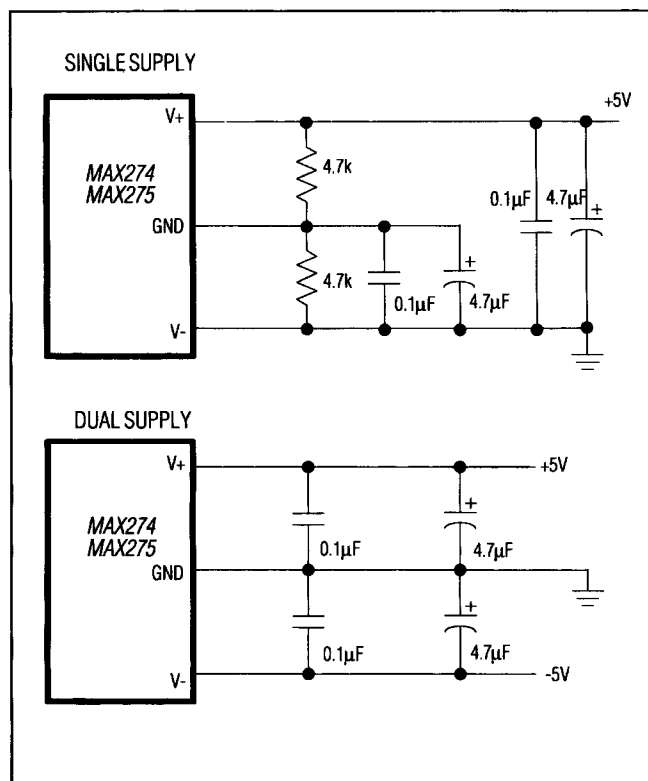 SINGLE SUPPLY
V+
+5V
MAX274
MAX275
4.7k
0.1µF
4.7µF
+
GND
4.7k
+
0.1µF
4.7µF
V-
DUAL SUPPLY
V+
+5V
MAX274
MAX275
+
0.1µF
4.7µF
GND
+
0.1µF
4.7µF
V-
-5V